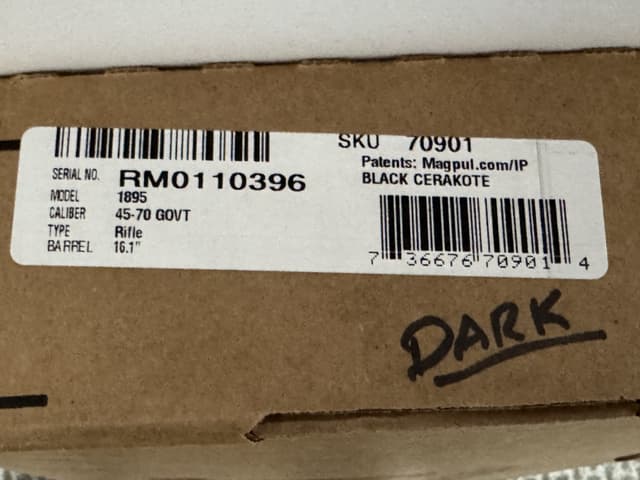 SKU 70901
SERIAL NO. RM0110396
MODEL 1895
CALIBER 45-70 GOVT
TYPE Rifle
BARREL 16.1"
Patents: Magpul.com/IP
BLACK CERAKOTE
7 36676 70901 4
DARK